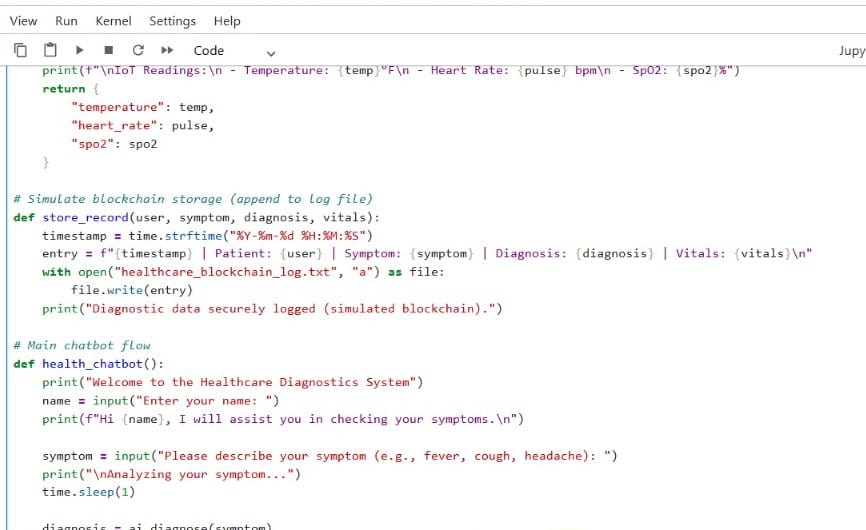 View Run Kernel Settings Help
Code
Jupy
print(f"\nIoT Readings:\n - Temperature: {temp}°F\n - Heart Rate: {pulse} bpm\n - SpO2: {spo2}%")
return {
"temperature": temp,
"heart_rate": pulse,
"spo2": spo2
}
# Simulate blockchain storage (append to log file)
def store_record(user, symptom, diagnosis, vitals):
timestamp = time.strftime("%Y-%m-%d %H:%M:%S")
entry = f"{timestamp} | Patient: {user} | Symptom: {symptom} | Diagnosis: {diagnosis} | Vitals: {vitals}\n"
with open("healthcare_blockchain_log.txt", "a") as file:
file.write(entry)
print("Diagnostic data securely logged (simulated blockchain).")
# Main chatbot flow
def health_chatbot():
print("Welcome to the Healthcare Diagnostics System")
name = input("Enter your name: ")
print(f"Hi {name}, I will assist you in checking your symptoms.\n")
symptom = input("Please describe your symptom (e.g., fever, cough, headache): ")
print("\nAnalyzing your symptom...")
time.sleep(1)
diagnosis = ai_diagnose(symptom)